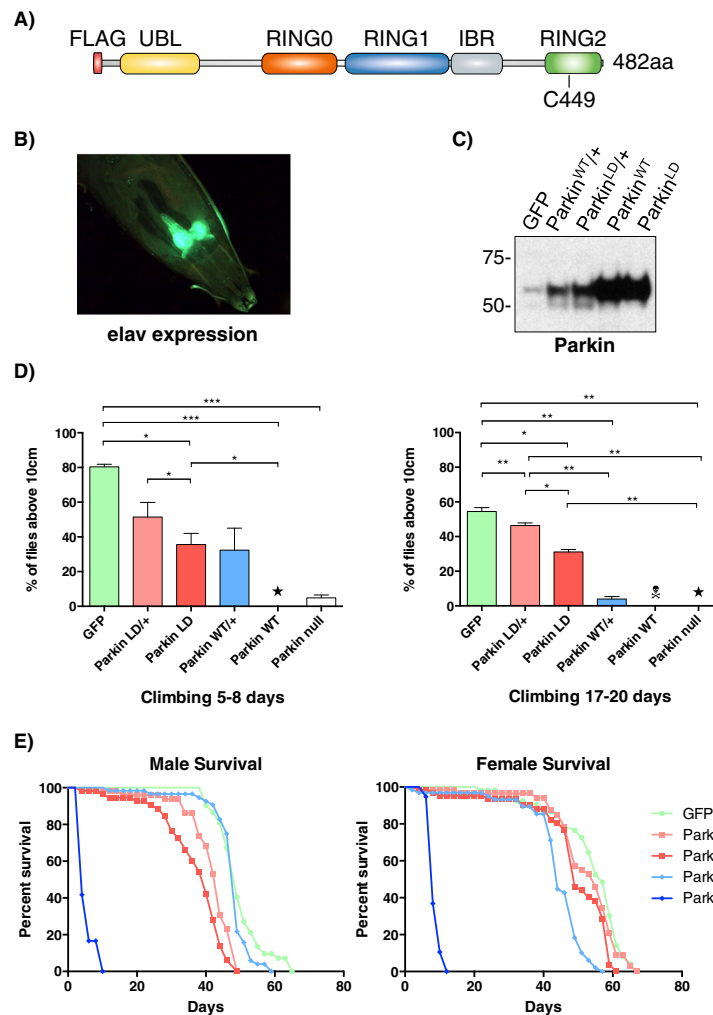 A)
FLAG UBL RING0 RING1 IBR RING2
482aa
C449
B)
elav expression
C)
GFP
Parkin^WT/+
Parkin^LD/+
Parkin^WT
Parkin^LD
75-
50-
Parkin
D)
*** 
***
*
*
*
% of flies above 10cm
100
80
60
40
20
0
★
GFP
Parkin LD/+
Parkin LD
Parkin WT/+
Parkin WT
Parkin null
Climbing 5-8 days
**
**
*
**
** **
*
**
% of flies above 10cm
100
80
60
40
20
0
☠ ★
GFP
Parkin LD/+
Parkin LD
Parkin WT/+
Parkin WT
Parkin null
Climbing 17-20 days
E)
Male Survival
Percent survival
100
80
60
40
20
0
0 20 40 60 80
Days
Female Survival
Percent survival
100
80
60
40
20
0
0 20 40 60 80
Days
GFP
Park
Park
Park
Park